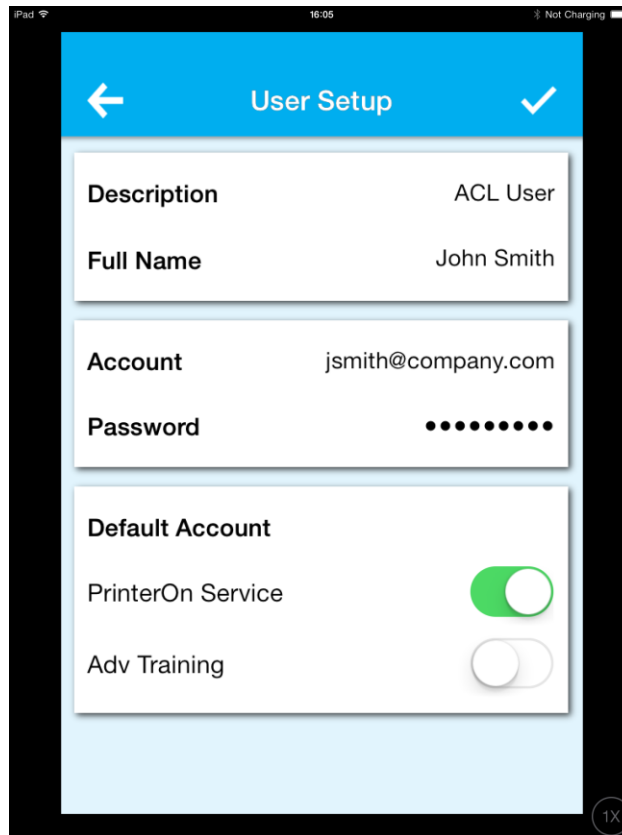 iPad 16:05 Not Charging
User Setup
Description ACL User
Full Name John Smith
Account jsmith@company.com
Password •••••••••
Default Account
PrinterOn Service
Adv Training
1X